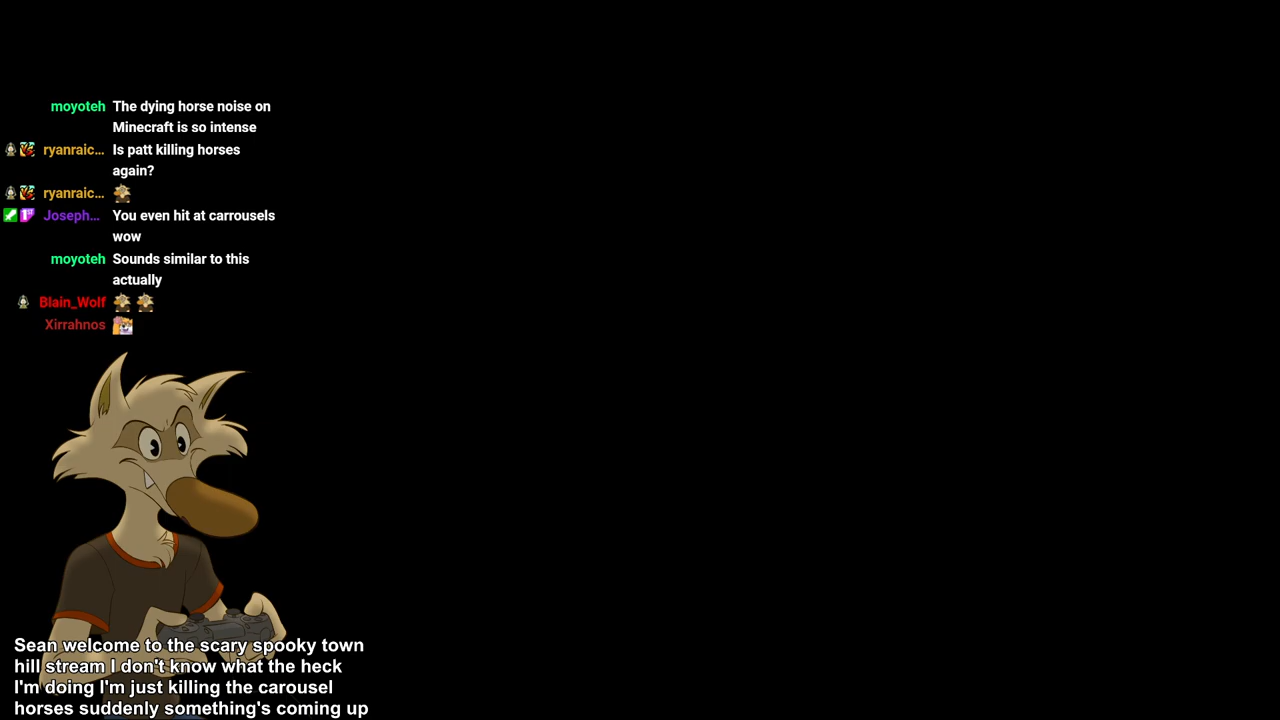 moyoteh The dying horse noise on
Minecraft is so intense
ryanraic... Is patt killing horses
again?
ryanraic...
Joseph... You even hit at carrousels
wow
moyoteh Sounds similar to this
actually
Blain_Wolf
Xirrahnos
Sean welcome to the scary spooky town
hill stream I don't know what the heck
I'm doing I'm just killing the carousel
horses suddenly something's coming up